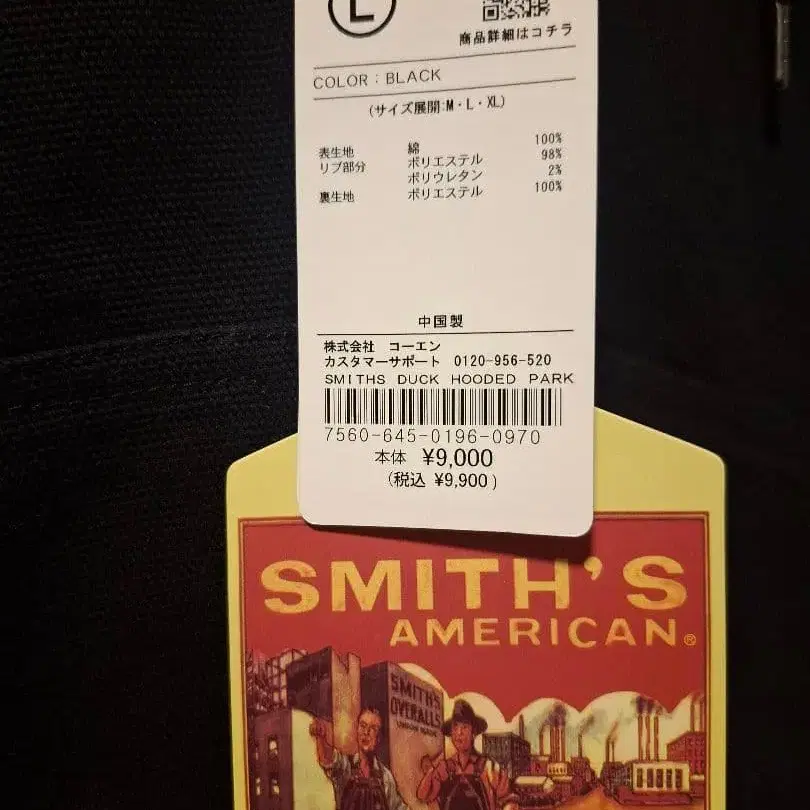 L
商品詳細はコチラ
COLOR：BLACK
(サイズ展開:M・L・XL)
表生地 綿 100%
リブ部分 ポリエステル 98%
ポリウレタン 2%
裏生地 ポリエステル 100%
中国製
株式会社 コーエン
カスタマーサポート 0120-956-520
SMITHS DUCK HOODED PARK
7560-645-0196-0970
本体 ¥9,000
(税込 ¥9,900)
SMITH'S
AMERICAN®
SMITH'S
OVERALLS